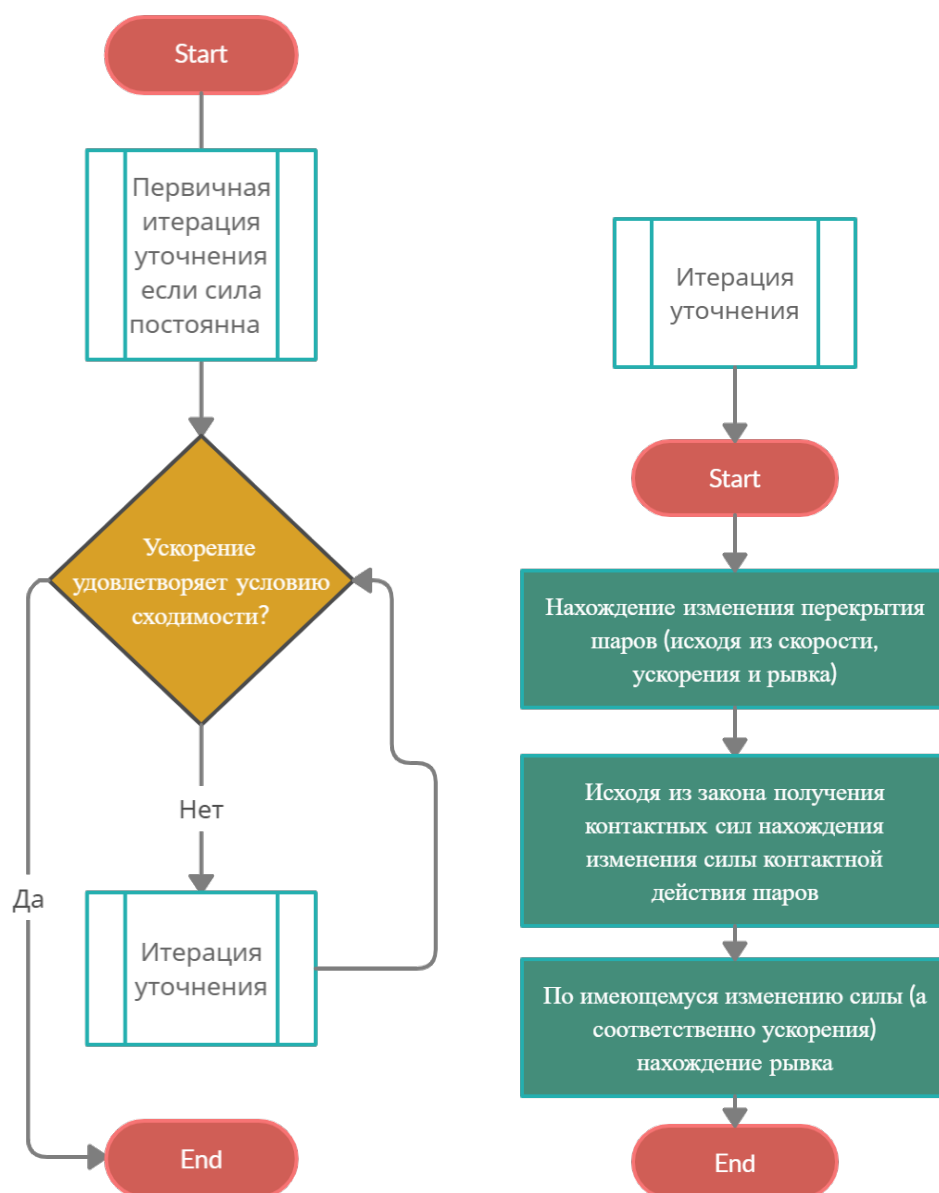 Start
Первичная
итерация
уточнения
если сила
постоянна
Ускорение
удовлетворяет условию
сходимости?
Нет
Да
Итерация
уточнения
End
Итерация
уточнения
Start
Нахождение изменения перекрытия
шаров (исходя из скорости,
ускорения и рывка)
Исходя из закона получения
контактных сил нахождения
изменения силы контактной
действия шаров
По имеющемуся изменению силы (а
соответственно ускорения)
нахождение рывка
End